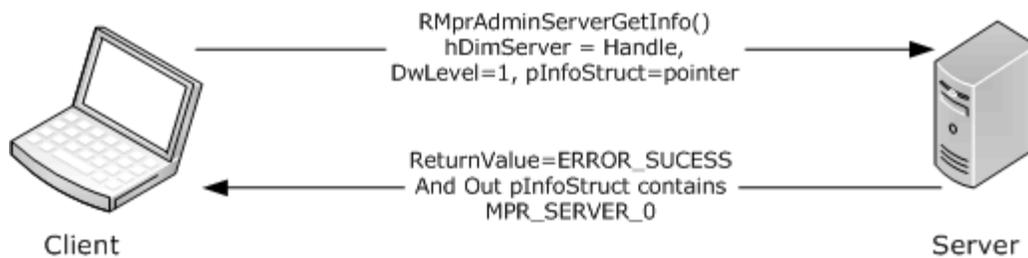 RMprAdminServerGetInfo()
hDimServer = Handle,
DwLevel=1, pInfoStruct=pointer
ReturnValue=ERROR_SUCESS
And Out pInfoStruct contains
MPR_SERVER_0
Client
Server